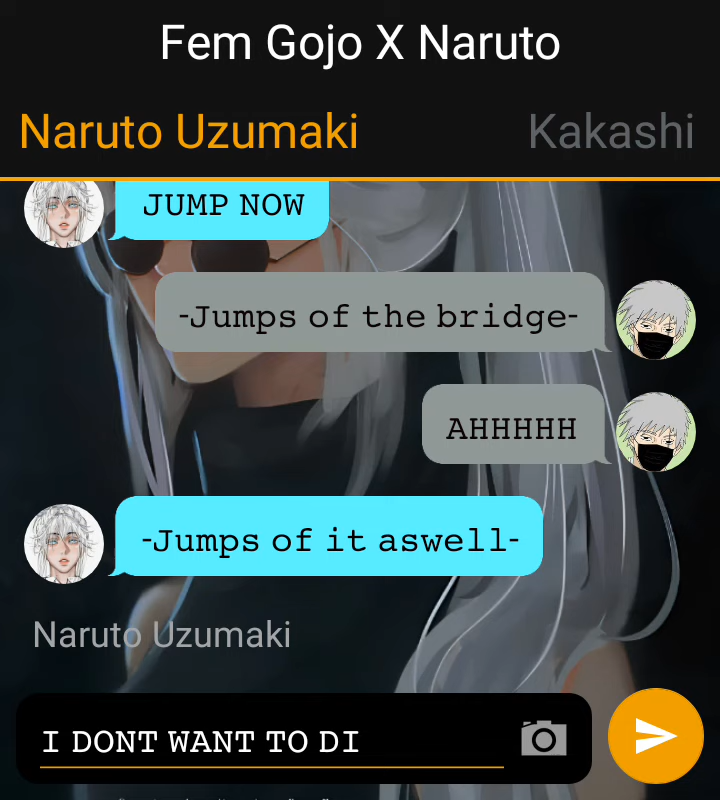 Fem Gojo X Naruto
Naruto Uzumaki Kakashi
JUMP NOW
-Jumps of the bridge-
AHHHHH
-Jumps of it aswell-
Naruto Uzumaki
I DONT WANT TO DI